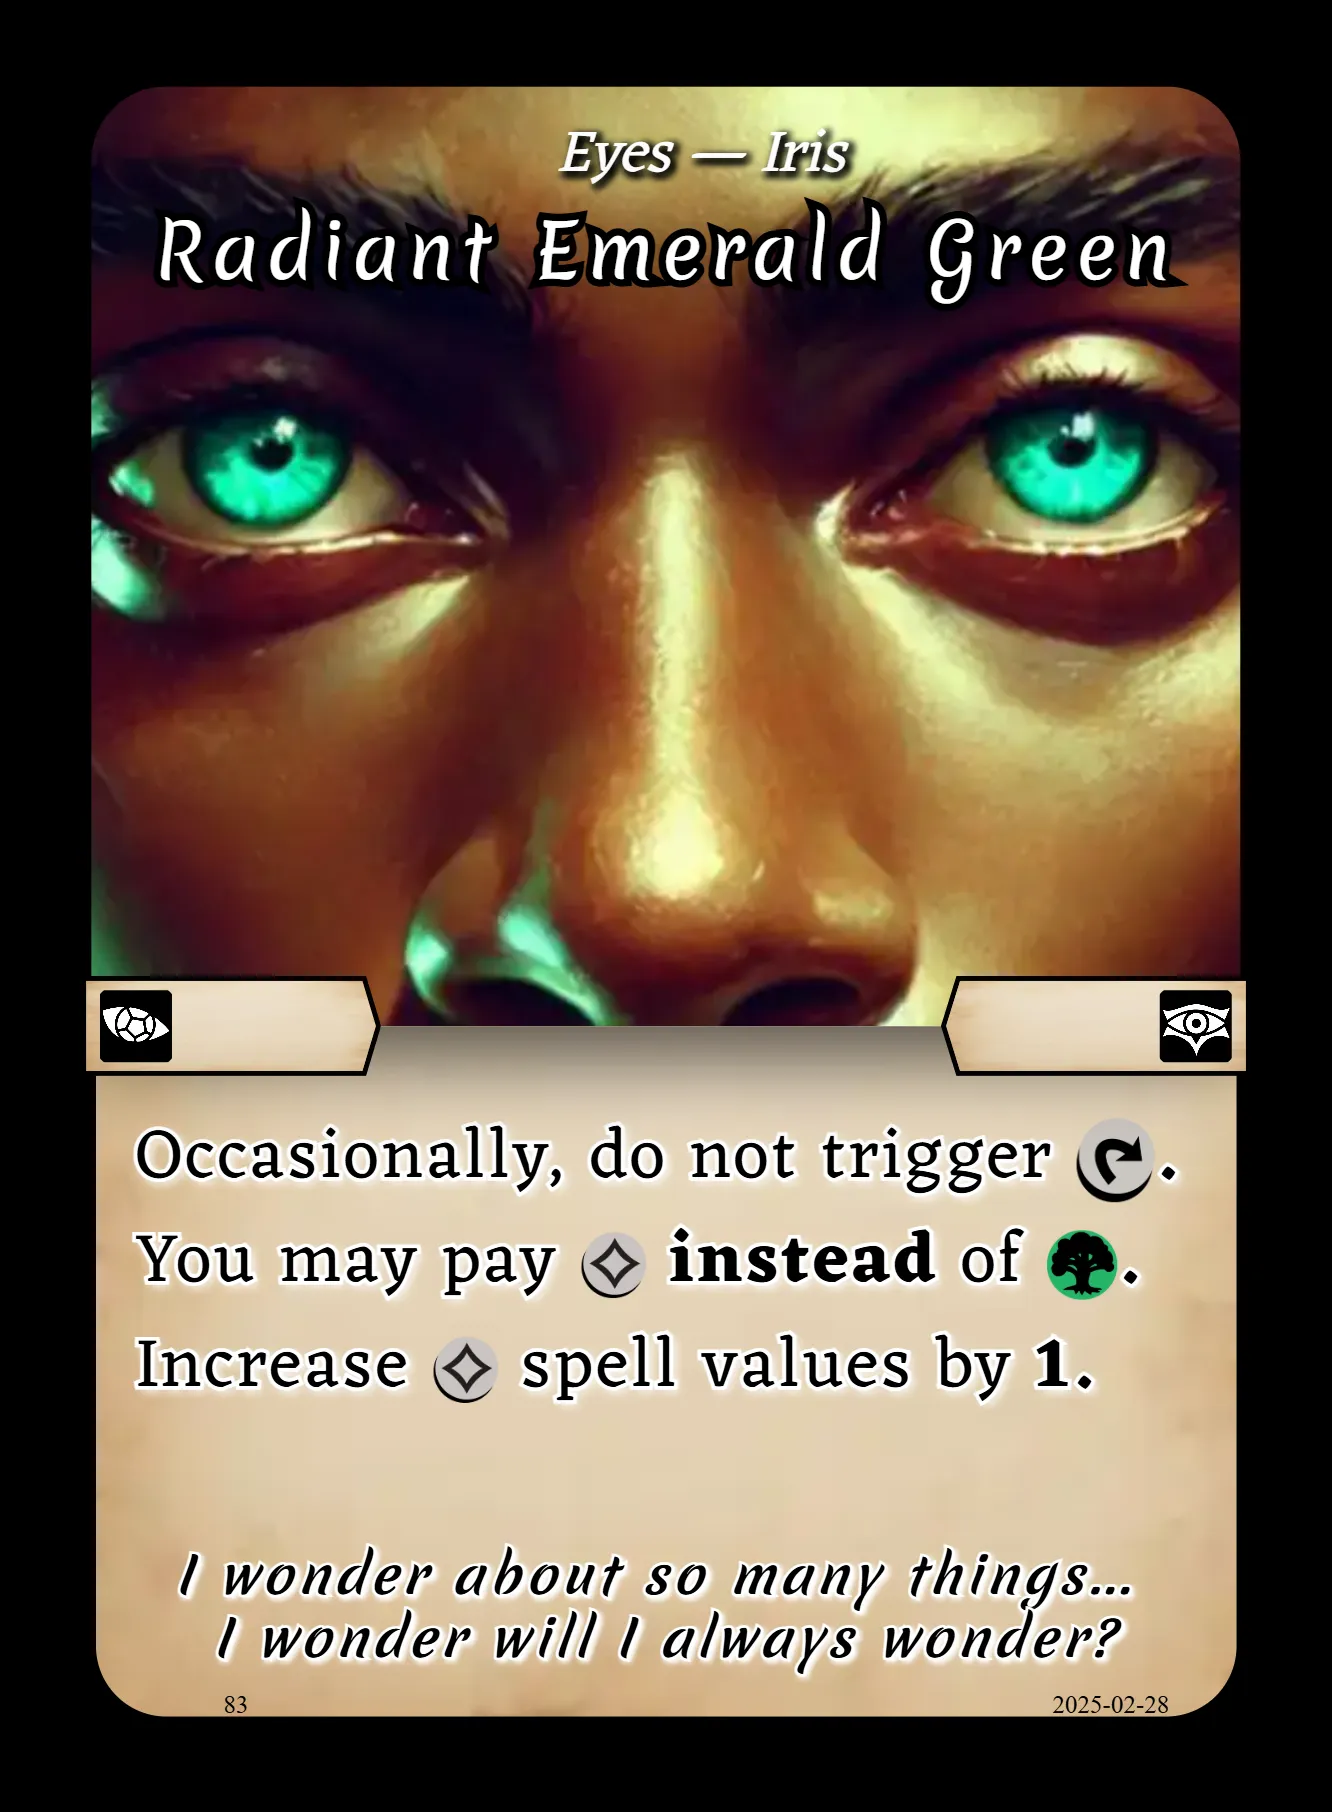 Eyes — Iris
Radiant Emerald Green
Occasionally, do not trigger .
You may pay instead of .
Increase spell values by 1.
I wonder about so many things...
I wonder will I always wonder?
83
2025-02-28